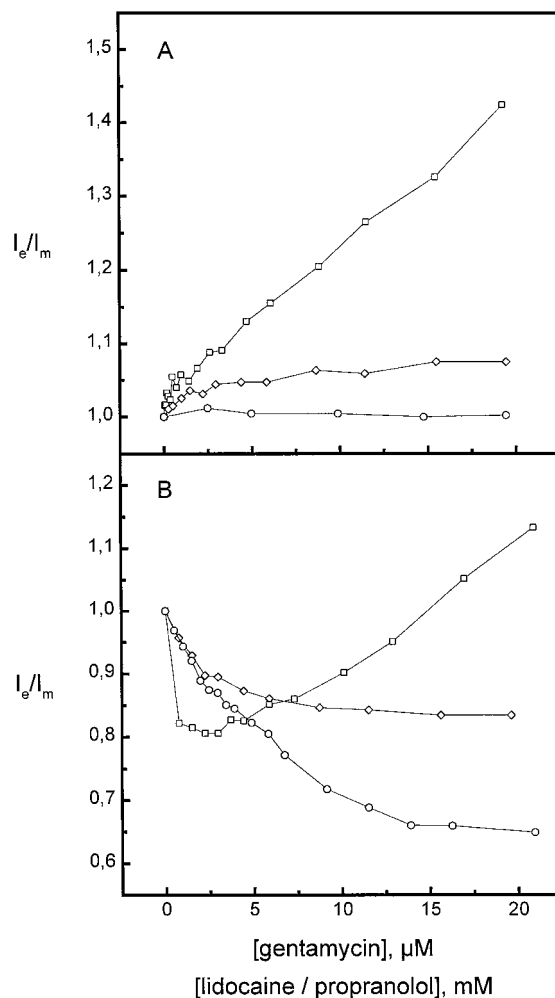 A
1,5
1,4
1,3
1,2
1,1
1,0
Ie/Im
B
1,2
1,1
1,0
0,9
0,8
0,7
0,6
Ie/Im
0 5 10 15 20
[gentamycin], μM
[lidocaine / propranolol], mM